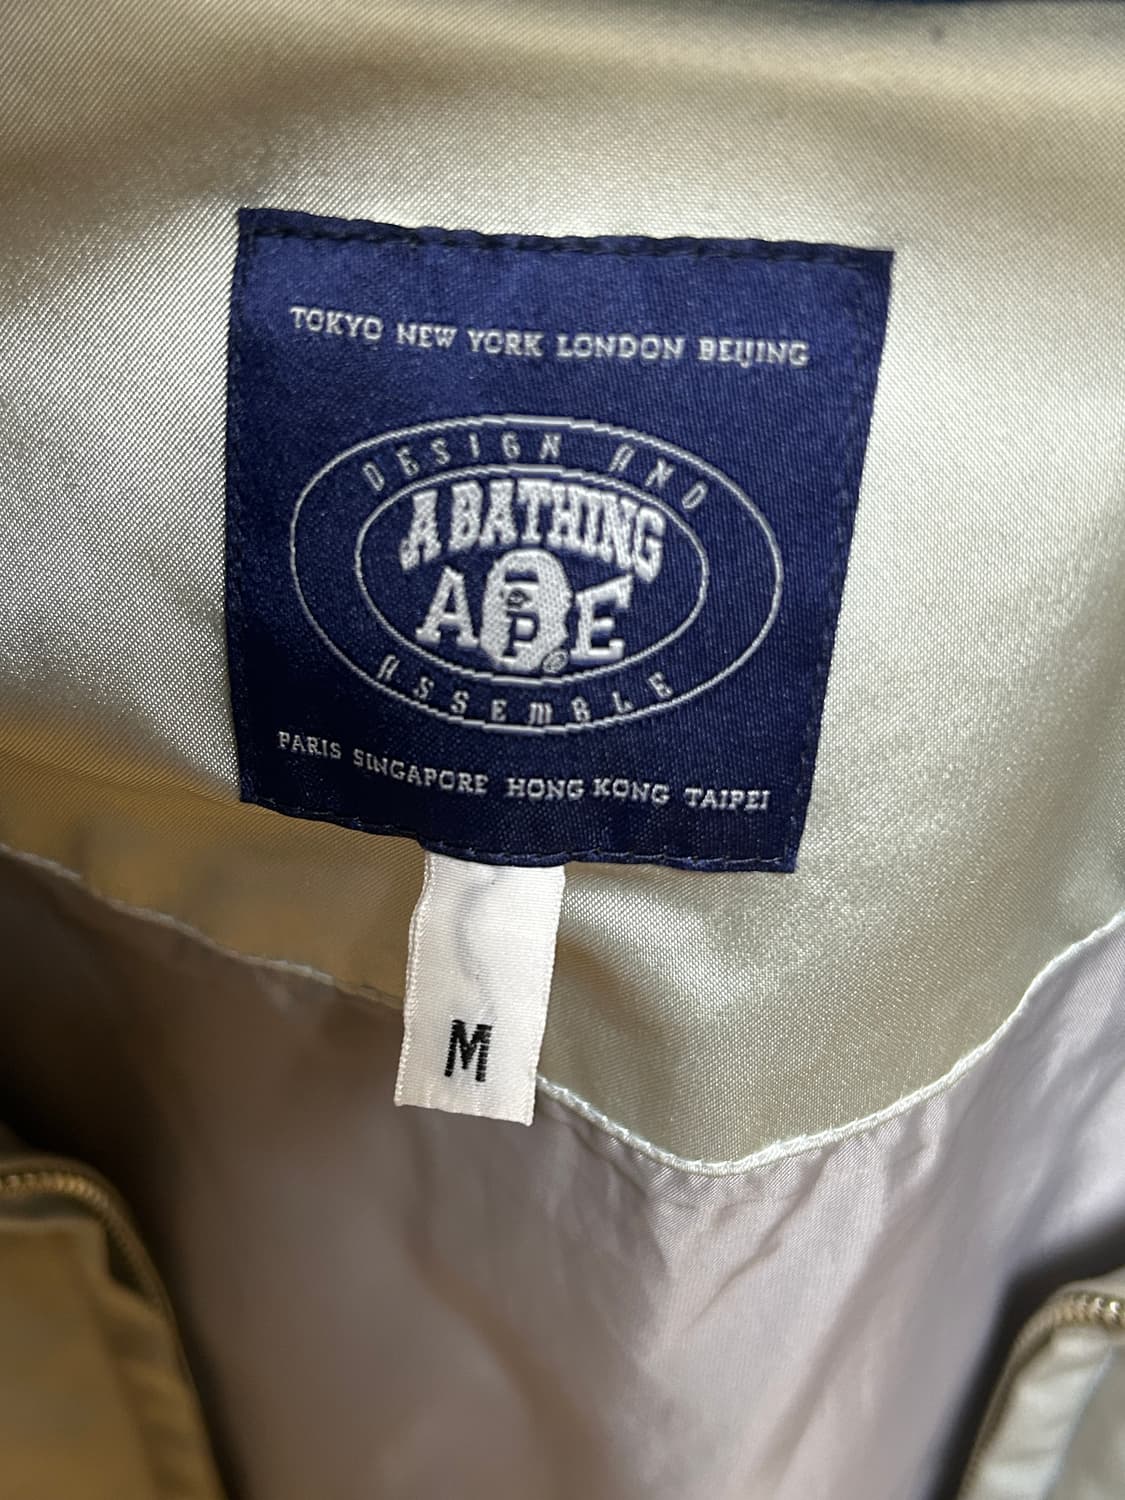 TOKYO NEW YORK LONDON BEIJING
DESIGN AND
A BATHING
APE
ASSEMBLE
PARIS SINGAPORE HONG KONG TAIPEI
M